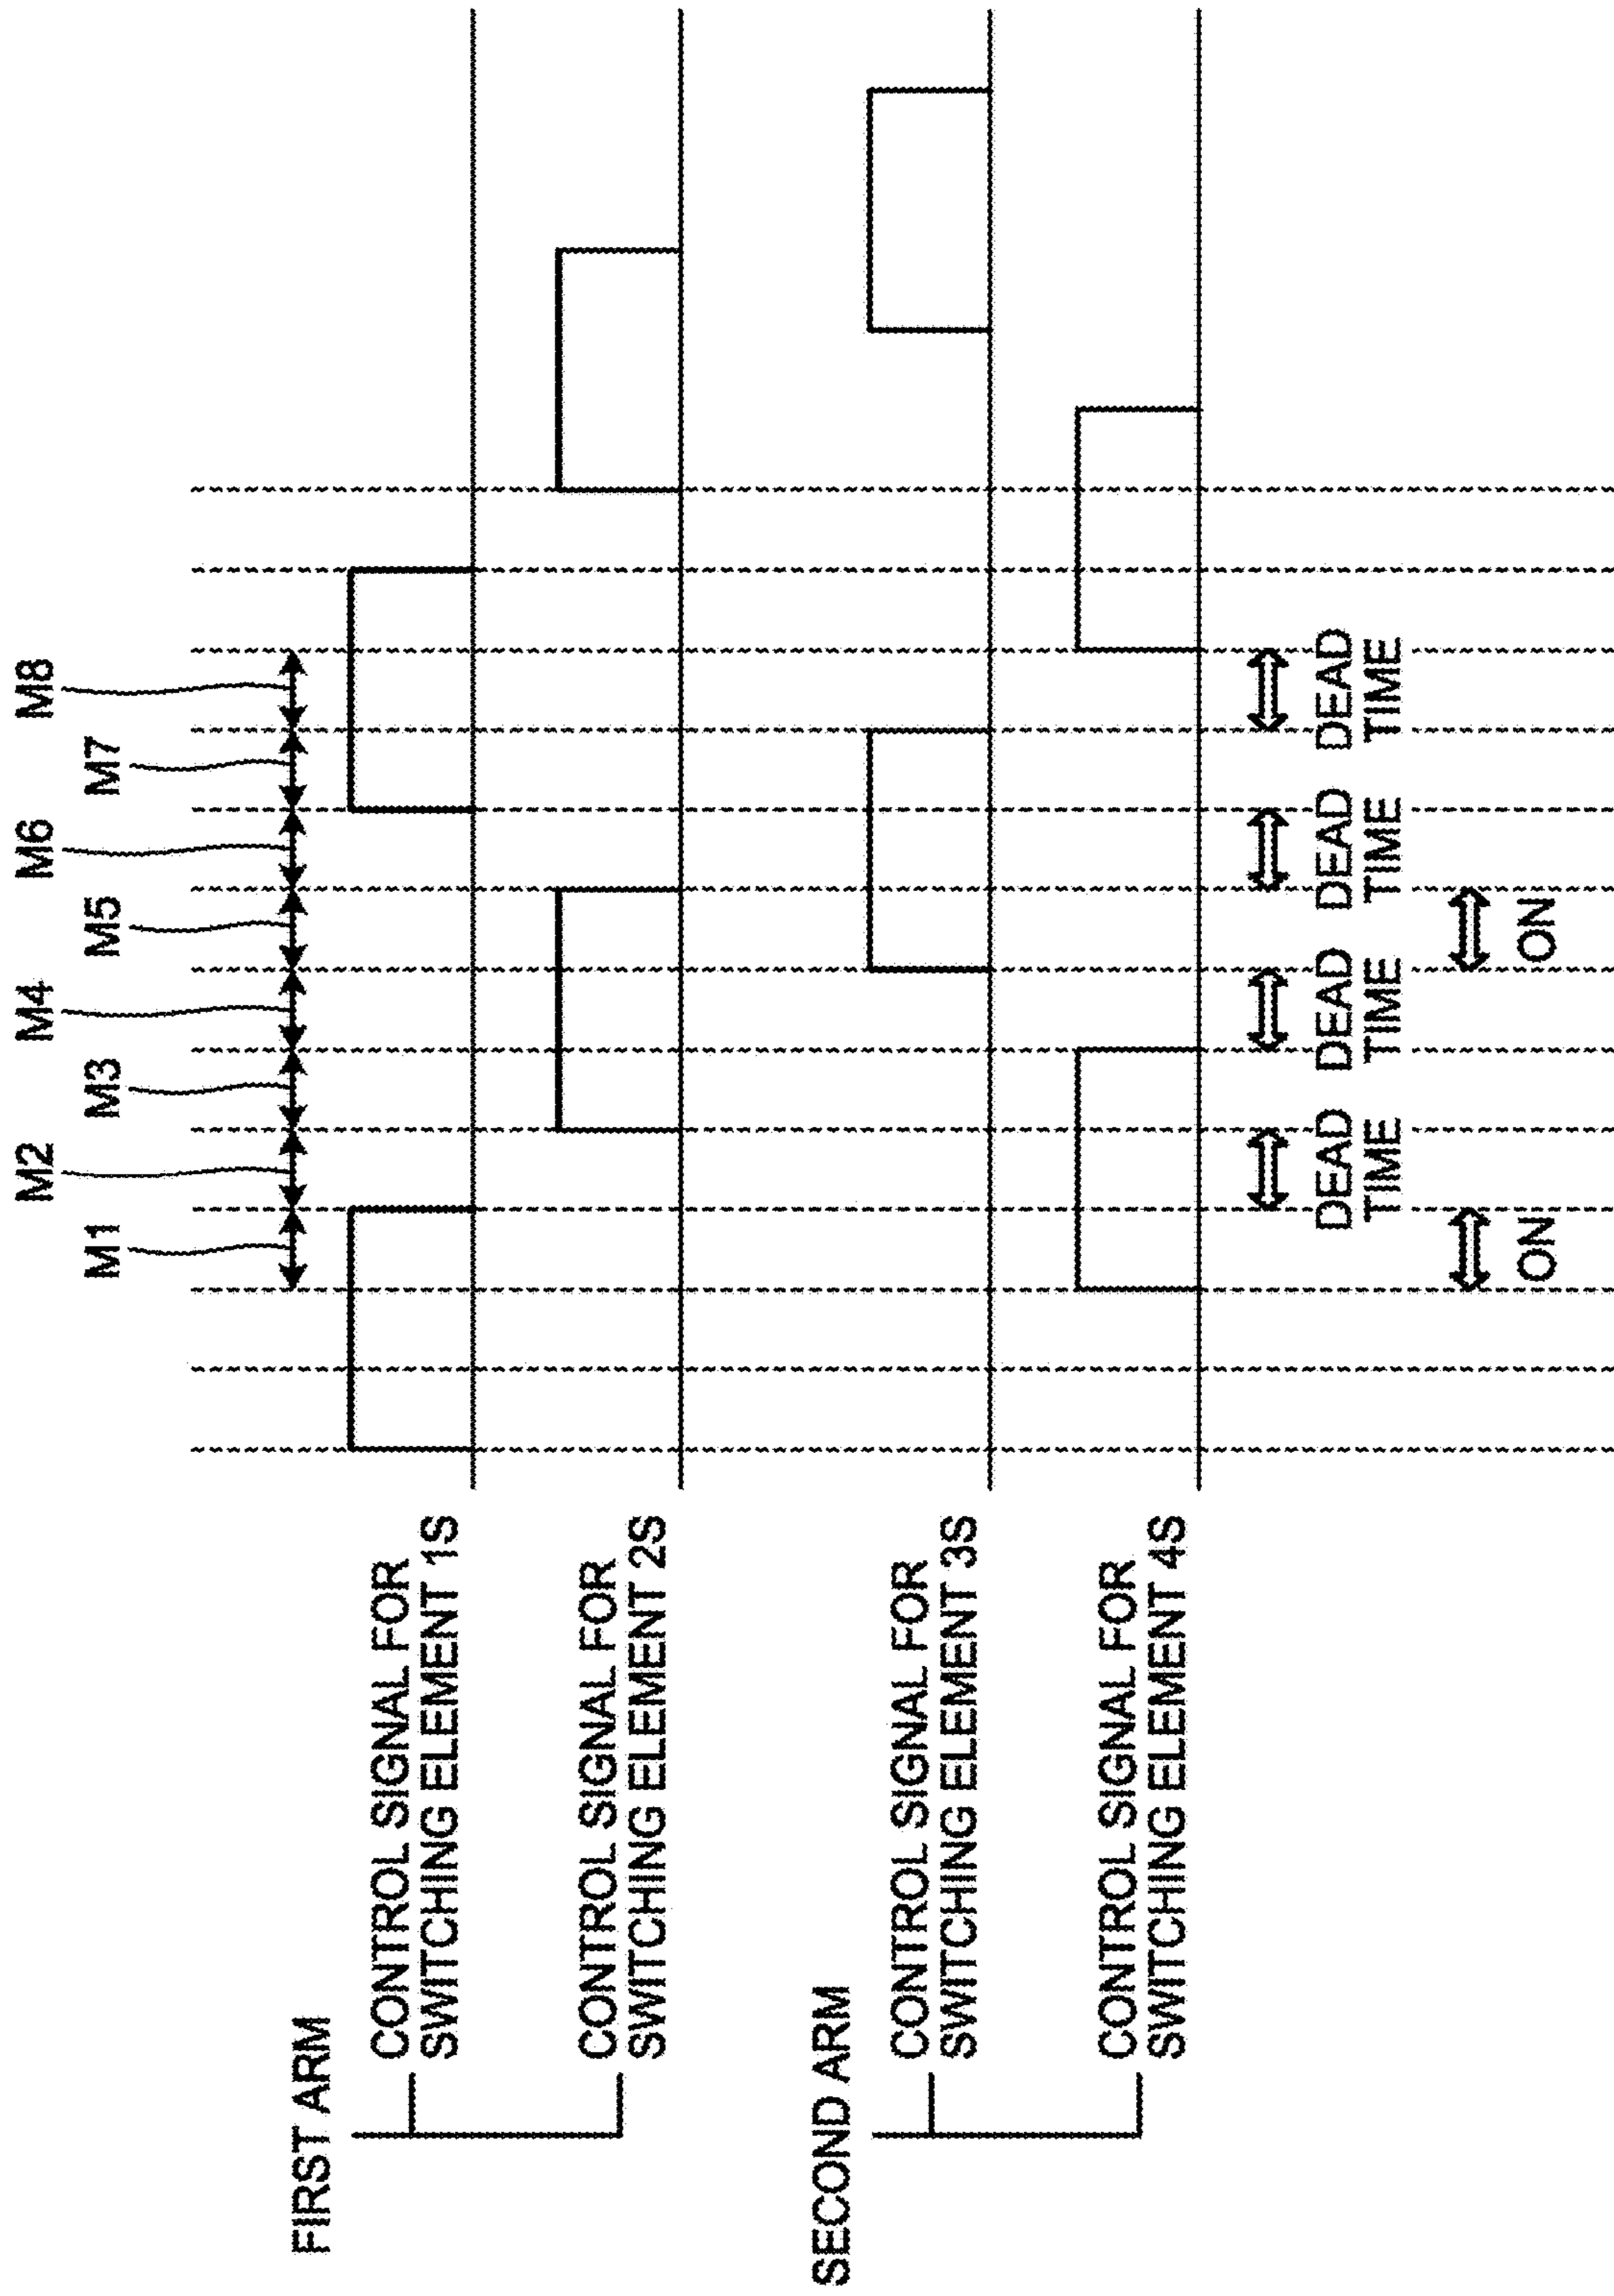 M1
M2
M3
M4
M5
M6
M7
M8
FIRST ARM
CONTROL SIGNAL FOR
SWITCHING ELEMENT 1S
CONTROL SIGNAL FOR
SWITCHING ELEMENT 2S
SECOND ARM
CONTROL SIGNAL FOR
SWITCHING ELEMENT 3S
CONTROL SIGNAL FOR
SWITCHING ELEMENT 4S
DEAD
TIME
DEAD
TIME
DEAD
TIME
DEAD
TIME
ON
ON